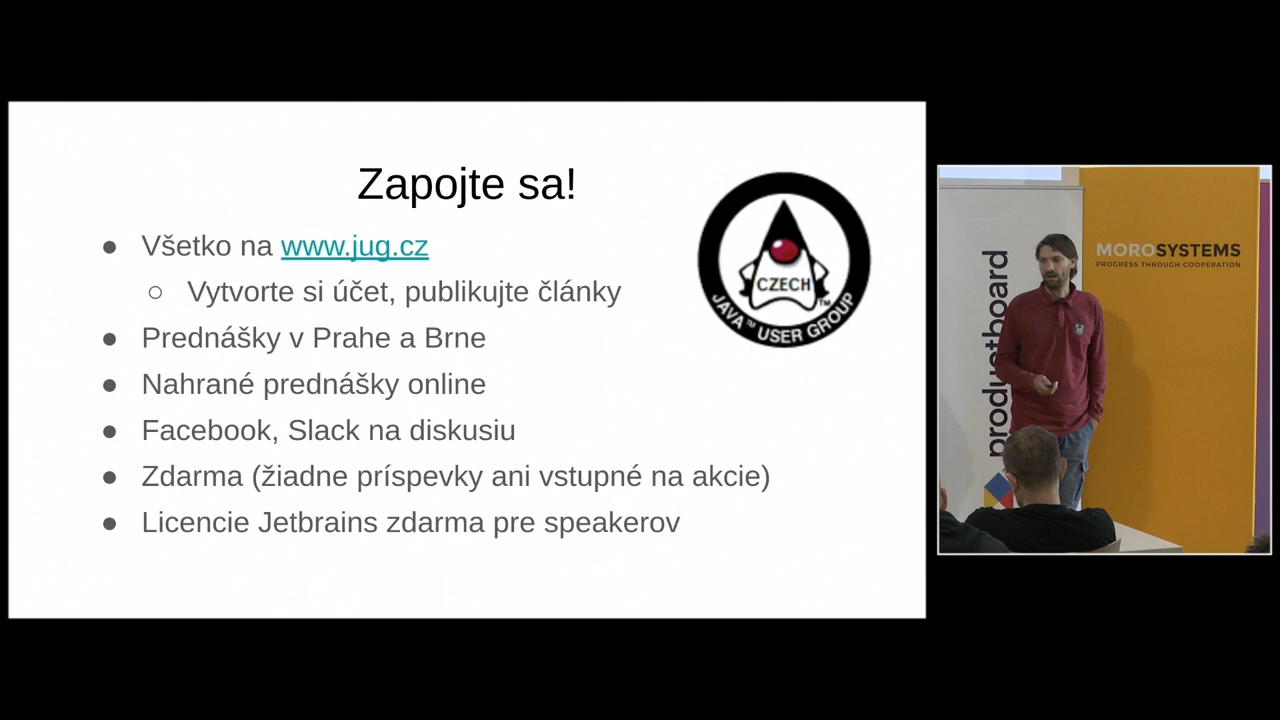 Zapojte sa!
● Všetko na www.jug.cz
○ Vytvorte si účet, publikujte články
● Prednášky v Prahe a Brne
● Nahrané prednášky online
● Facebook, Slack na diskusiu
● Zdarma (žiadne príspevky ani vstupné na akcie)
● Licencie Jetbrains zdarma pre speakerov
CZECH
TM
JAVA™ USER GROUP
productboard
MOROSYSTEMS
PROGRESS THROUGH COOPERATION